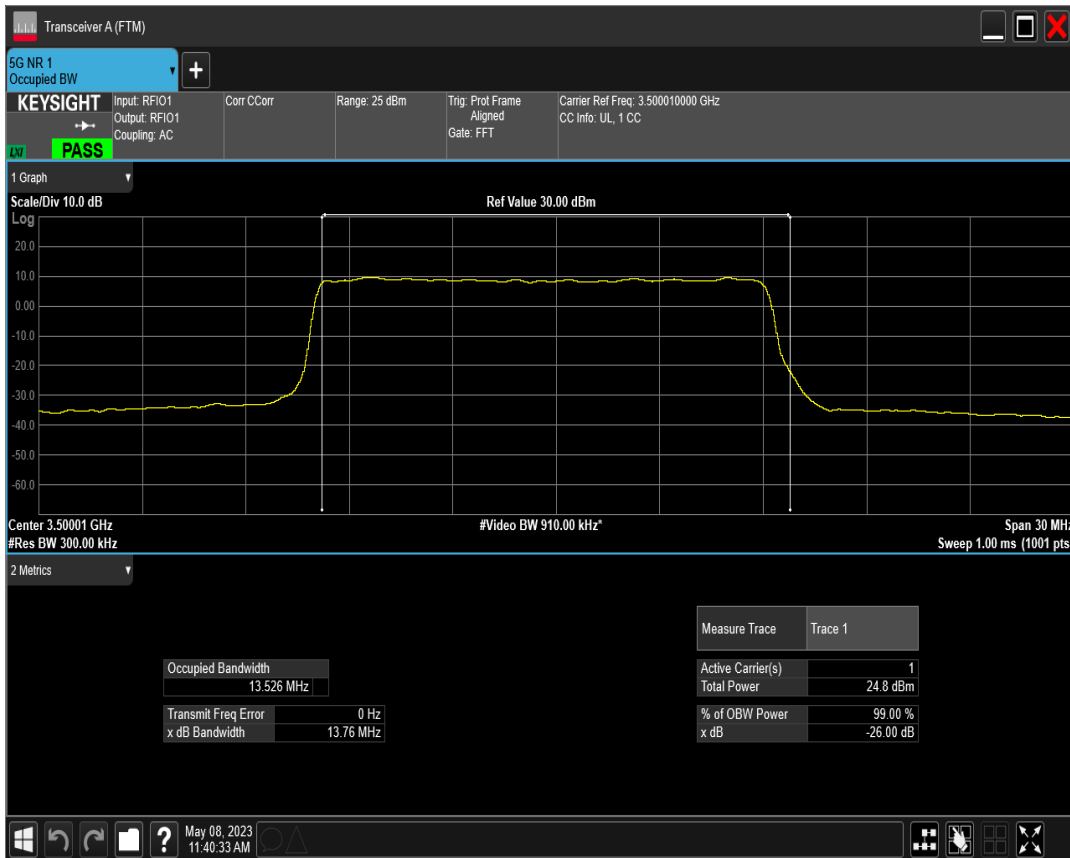 Transceiver A (FTM)
5G NR 1
Occupied BW
+
KEYSIGHT
LXI
PASS
Input: RFIO1
Output: RFIO1
Coupling: AC
Corr CCorr
Range: 25 dBm
Trig: Prot Frame
Aligned
Gate: FFT
Carrier Ref Freq: 3.500010000 GHz
CC Info: UL, 1 CC
1 Graph
Scale/Div 10.0 dB
Ref Value 30.00 dBm
Log
20.0
10.0
0.00
-10.0
-20.0
-30.0
-40.0
-50.0
-60.0
Center 3.50001 GHz
#Video BW 910.00 kHz*
Span 30 MHz
#Res BW 300.00 kHz
Sweep 1.00 ms (1001 pts
2 Metrics
Measure Trace Trace 1
Occupied Bandwidth
13.526 MHz
Active Carrier(s) 1
Total Power 24.8 dBm
Transmit Freq Error 0 Hz
x dB Bandwidth 13.76 MHz
% of OBW Power 99.00 %
x dB -26.00 dB
?
May 08, 2023
11:40:33 AM